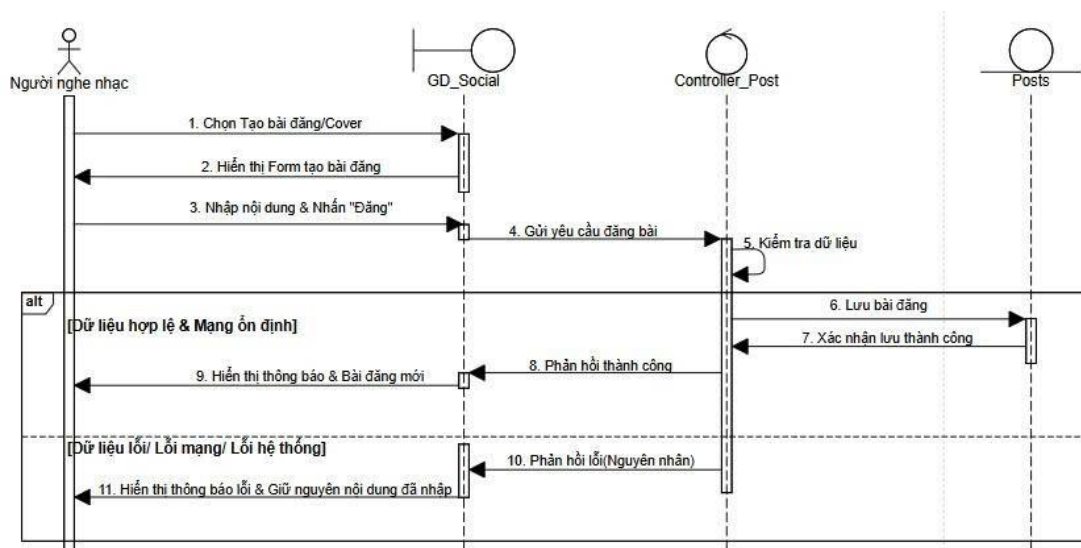 Người nghe nhạc
GD_Social
Controller_Post
Posts
1. Chọn Tạo bài đăng/Cover
2. Hiển thị Form tạo bài đăng
3. Nhập nội dung & Nhấn "Đăng"
4. Gửi yêu cầu đăng bài
5. Kiểm tra dữ liệu
alt
6. Lưu bài đăng
[Dữ liệu hợp lệ & Mạng ổn định]
7. Xác nhận lưu thành công
8. Phản hồi thành công
9. Hiển thị thông báo & Bài đăng mới
[Dữ liệu lỗi/ Lỗi mạng/ Lỗi hệ thống]
10. Phản hồi lỗi(Nguyên nhân)
11. Hiển thị thông báo lỗi & Giữ nguyên nội dung đã nhập